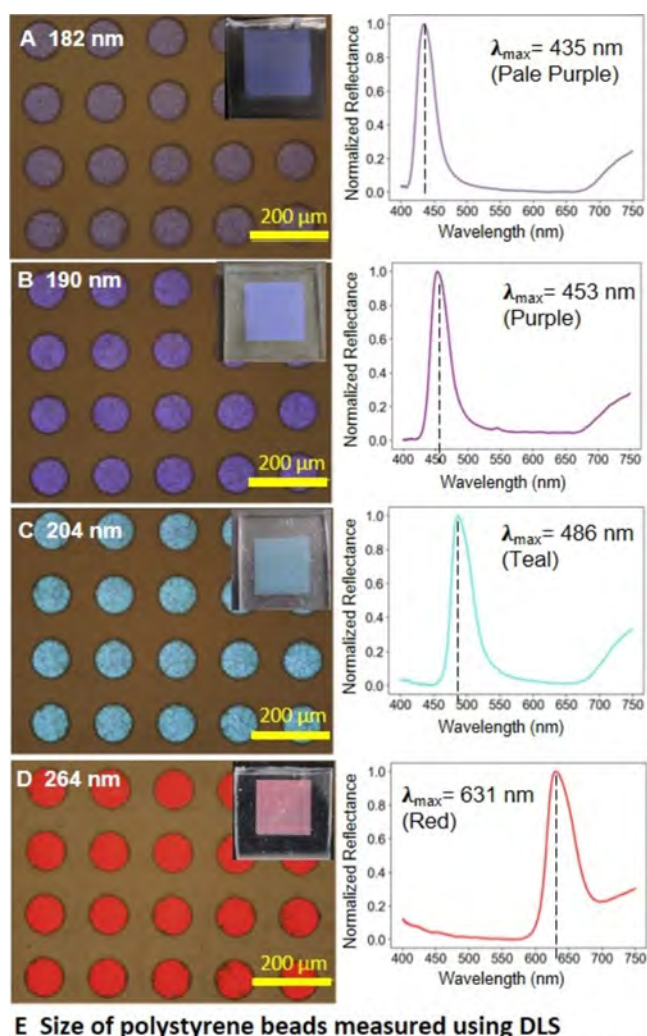 A 182 nm
200 µm
Normalized Reflectance
1.0
0.8
0.6
0.4
0.2
0.0
400 450 500 550 600 650 700 750
Wavelength (nm)
λmax= 435 nm
(Pale Purple)
B 190 nm
200 µm
Normalized Reflectance
1.0
0.8
0.6
0.4
0.2
0.0
400 450 500 550 600 650 700 750
Wavelength (nm)
λmax= 453 nm
(Purple)
C 204 nm
200 µm
Normalized Reflectance
1.0
0.8
0.6
0.4
0.2
0.0
400 450 500 550 600 650 700 750
Wavelength (nm)
λmax= 486 nm
(Teal)
D 264 nm
200 µm
Normalized Reflectance
1.0
0.8
0.6
0.4
0.2
0.0
400 450 500 550 600 650 700 750
Wavelength (nm)
λmax= 631 nm
(Red)
E Size of polystyrene beads measured using DLS